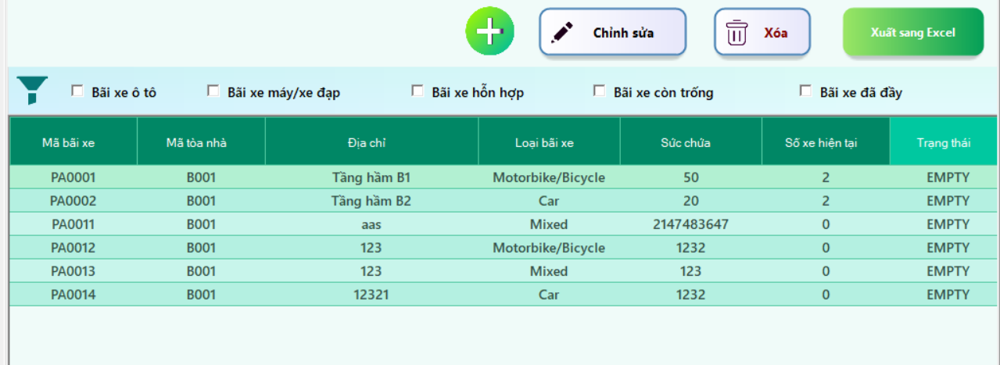 Chỉnh sửa Xóa Xuất sang Excel
Bãi xe ô tô Bãi xe máy/xe đạp Bãi xe hỗn hợp Bãi xe còn trống Bãi xe đã đầy
Mã bãi xe Mã tòa nhà Địa chỉ Loại bãi xe Sức chứa Số xe hiện tại Trạng thái
PA0001 B001 Tầng hầm B1 Motorbike/Bicycle 50 2 EMPTY
PA0002 B001 Tầng hầm B2 Car 20 2 EMPTY
PA0011 B001 aas Mixed 2147483647 0 EMPTY
PA0012 B001 123 Motorbike/Bicycle 1232 0 EMPTY
PA0013 B001 123 Mixed 123 0 EMPTY
PA0014 B001 12321 Car 1232 0 EMPTY